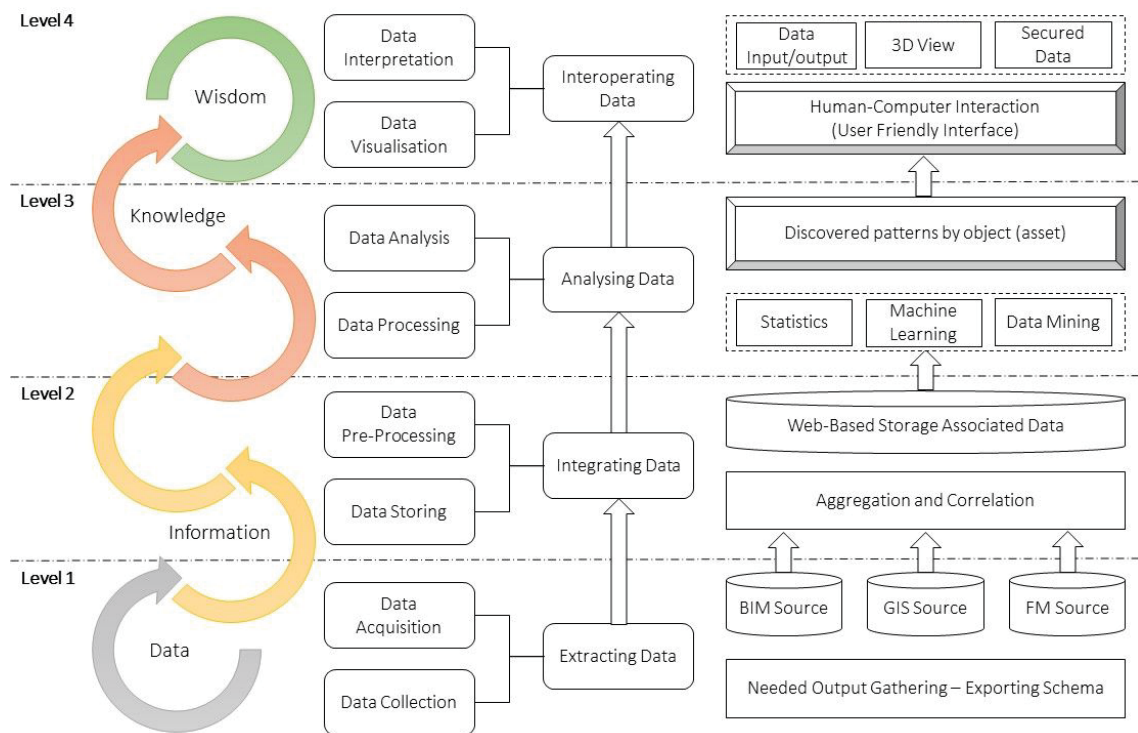 Level 4
Wisdom
Data
Interpretation
Data
Visualisation
Interoperating
Data
Data
Input/output
3D View
Secured
Data
Human-Computer Interaction
(User Friendly Interface)
Level 3
Knowledge
Data Analysis
Data Processing
Analysing Data
Discovered patterns by object (asset)
Statistics
Machine
Learning
Data Mining
Level 2
Information
Data
Pre-Processing
Data Storing
Integrating Data
Web-Based Storage Associated Data
Aggregation and Correlation
Level 1
Data
Data
Acquisition
Data Collection
Extracting Data
BIM Source
GIS Source
FM Source
Needed Output Gathering – Exporting Schema